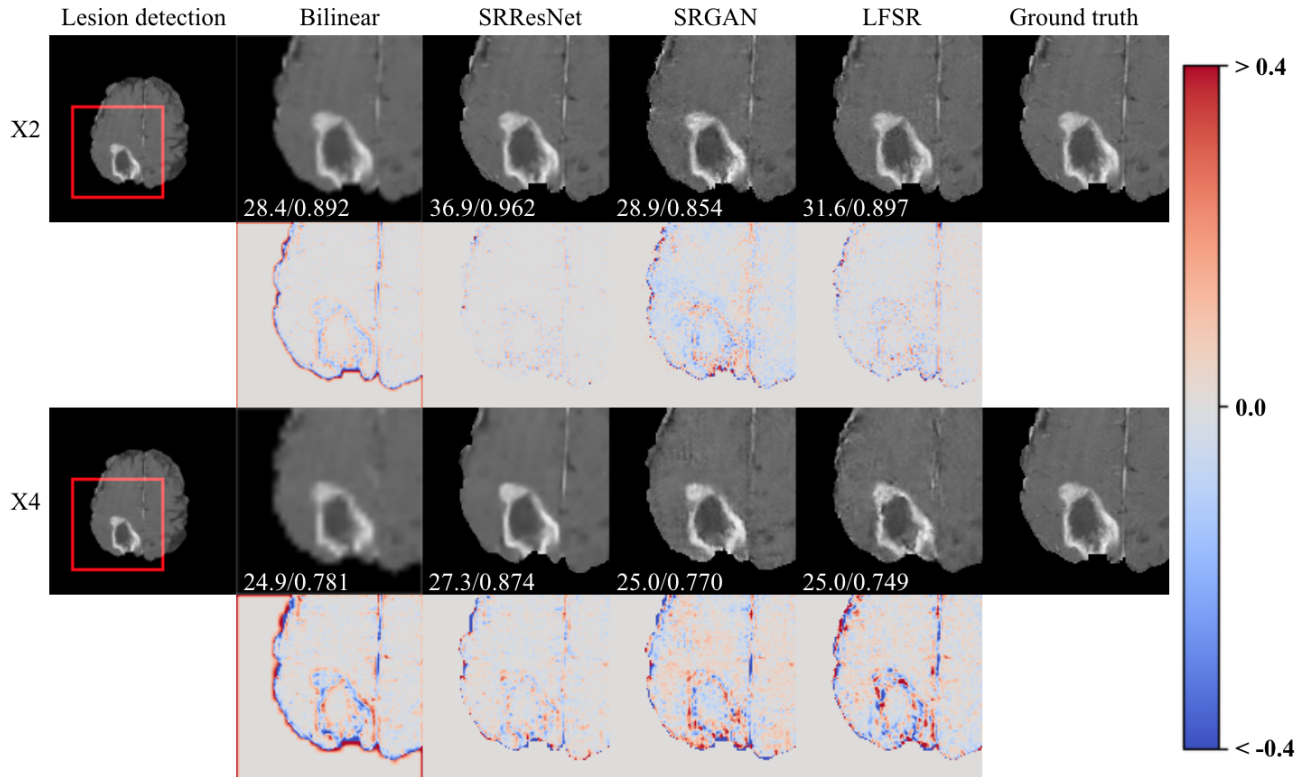 Lesion detection Bilinear SRResNet SRGAN LFSR Ground truth
> 0.4
X2
28.4/0.892 36.9/0.962 28.9/0.854 31.6/0.897
0.0
X4
24.9/0.781 27.3/0.874 25.0/0.770 25.0/0.749
< -0.4